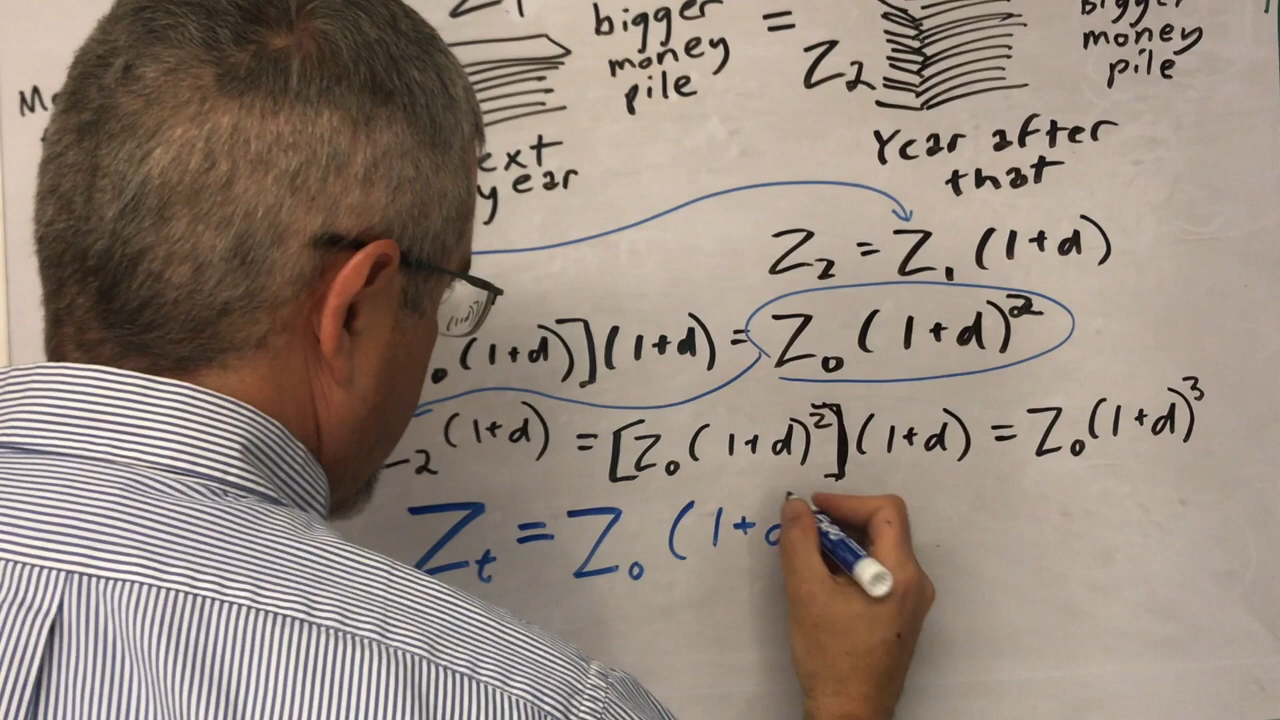 Z1 bigger = bigger
money Z2 money
pile pile
year Year after
that
Z₂ = Z₁ (1+d)
(1+d)](1+d) = Z₀ (1+d)²
-2 (1+d) = [Z₀(1+d)²](1+d) = Z₀(1+d)³
Zt = Z₀ (1+d